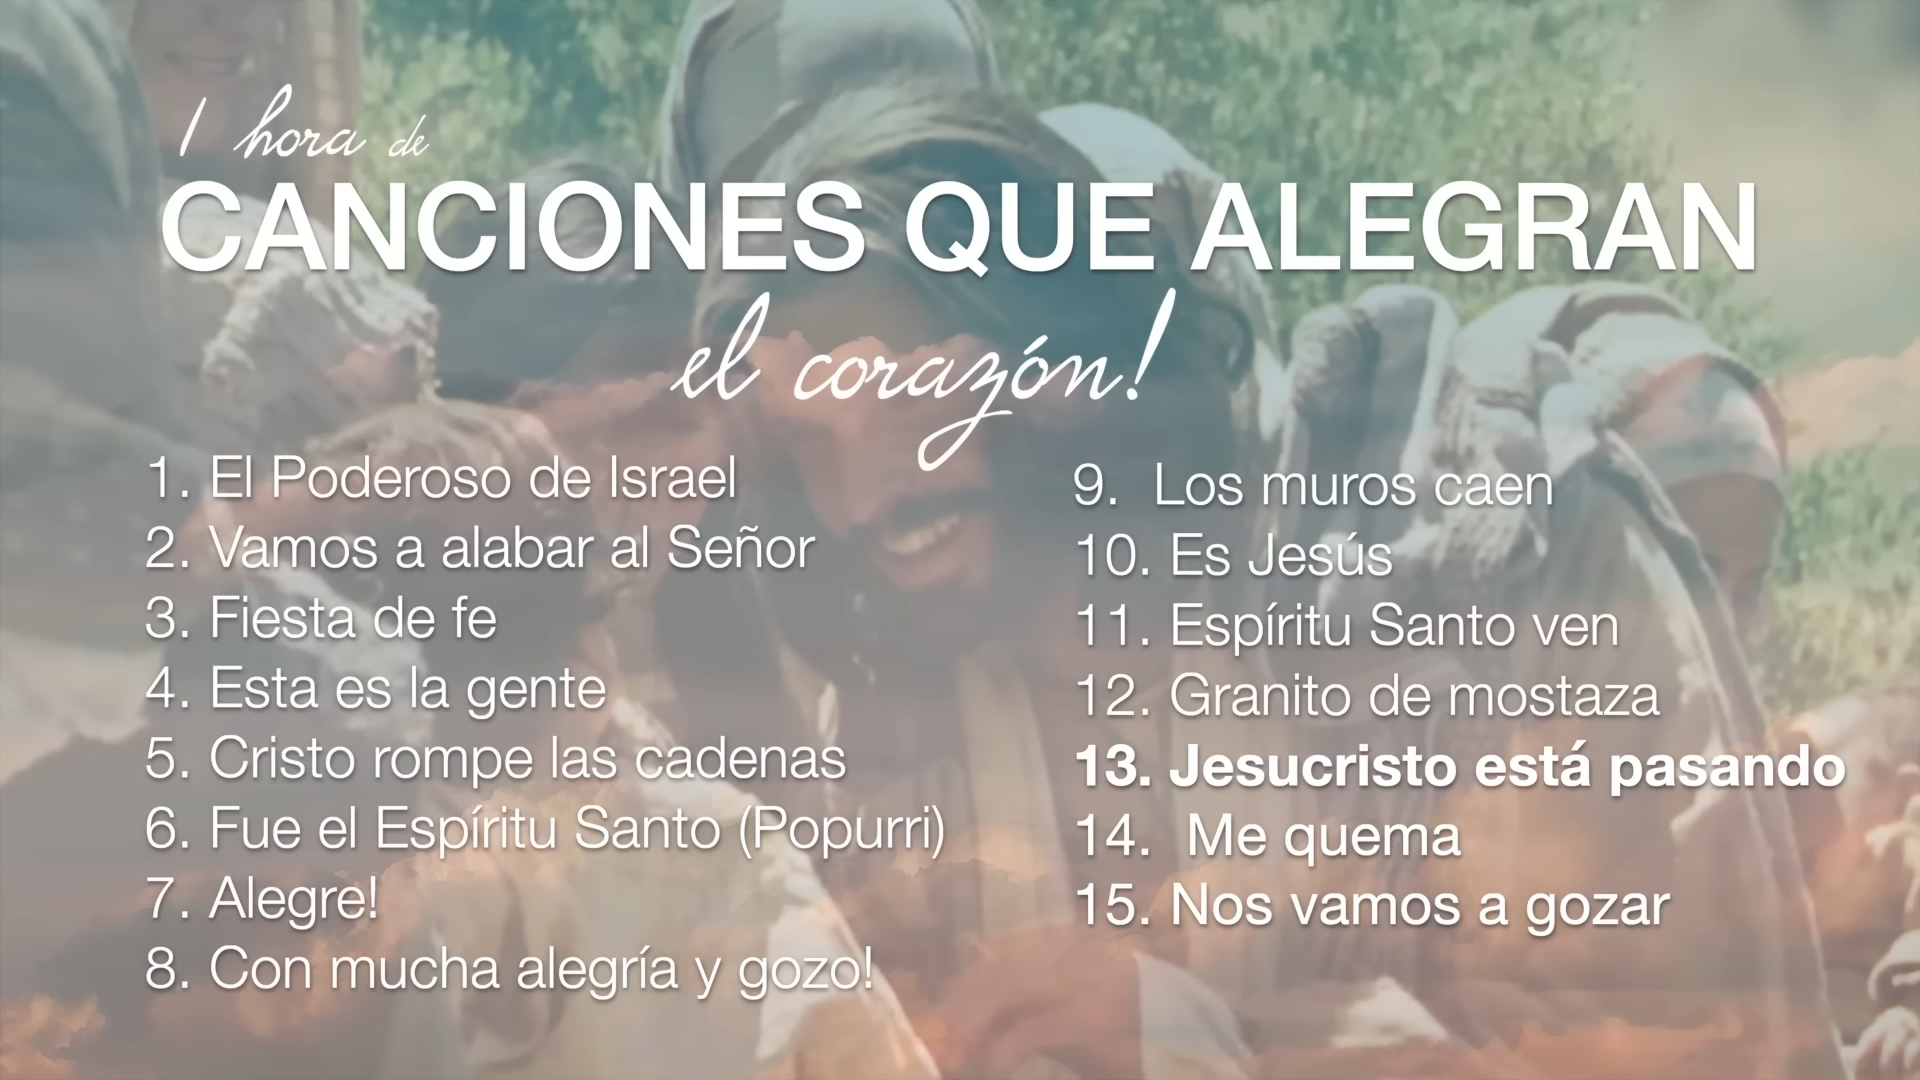 1 hora de
CANCIONES QUE ALEGRAN
el corazón!
1. El Poderoso de Israel
2. Vamos a alabar al Señor
3. Fiesta de fe
4. Esta es la gente
5. Cristo rompe las cadenas
6. Fue el Espíritu Santo (Popurri)
7. Alegre!
8. Con mucha alegría y gozo!
9. Los muros caen
10. Es Jesús
11. Espíritu Santo ven
12. Granito de mostaza
13. Jesucristo está pasando
14. Me quema
15. Nos vamos a gozar